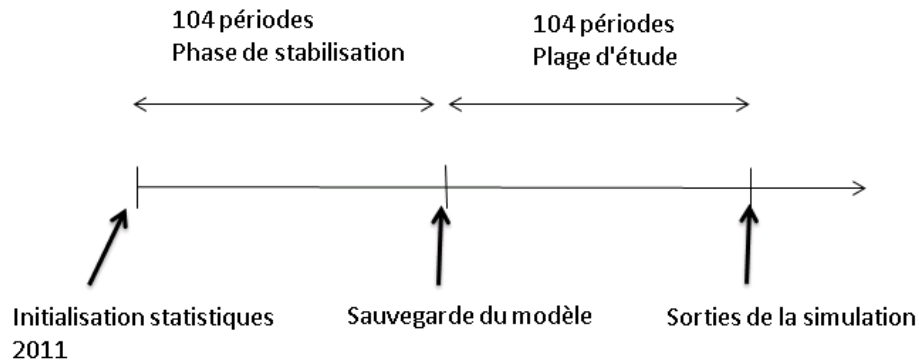 104 périodes
Phase de stabilisation
104 périodes
Plage d'étude
Initialisation statistiques
2011
Sauvegarde du modèle
Sorties de la simulation